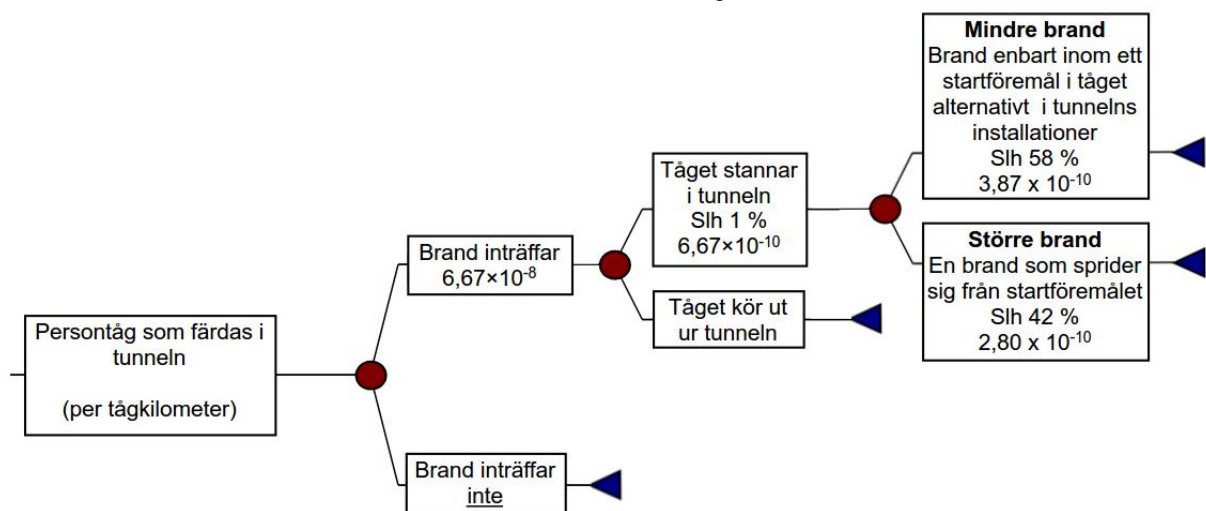 Persontåg som färdas i
tunneln
(per tågkilometer)
Brand inträffar
6,67×10⁻⁸
Brand inträffar
inte
Tåget stannar
i tunneln
Slh 1 %
6,67×10⁻¹⁰
Tåget kör ut
ur tunneln
Mindre brand
Brand enbart inom ett
startföremål i tåget
alternativt i tunnelns
installationer
Slh 58 %
3,87 x 10⁻¹⁰
Större brand
En brand som sprider
sig från startföremålet
Slh 42 %
2,80 x 10⁻¹⁰